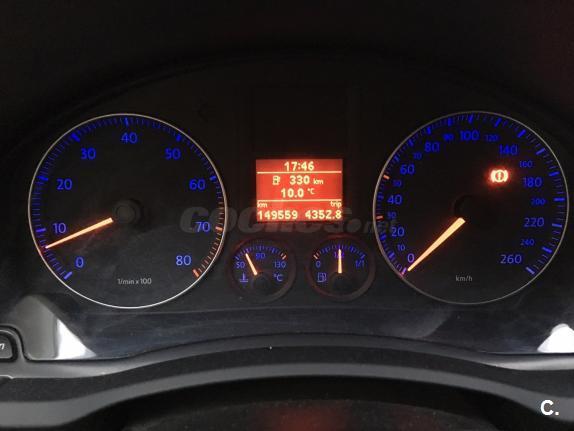 17:46
330 km
10.0 °C
km trip
149559 4352.8
0 10 20 30 40 50 60 70 80
1/min x 100
50 90 130
°C
0 1/2 1/1
0 20 40 60 80 100 120 140 160 180 200 220 240 260
km/h
COCHES.net
C.